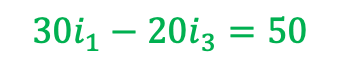 30i₁ − 20i₃ = 50